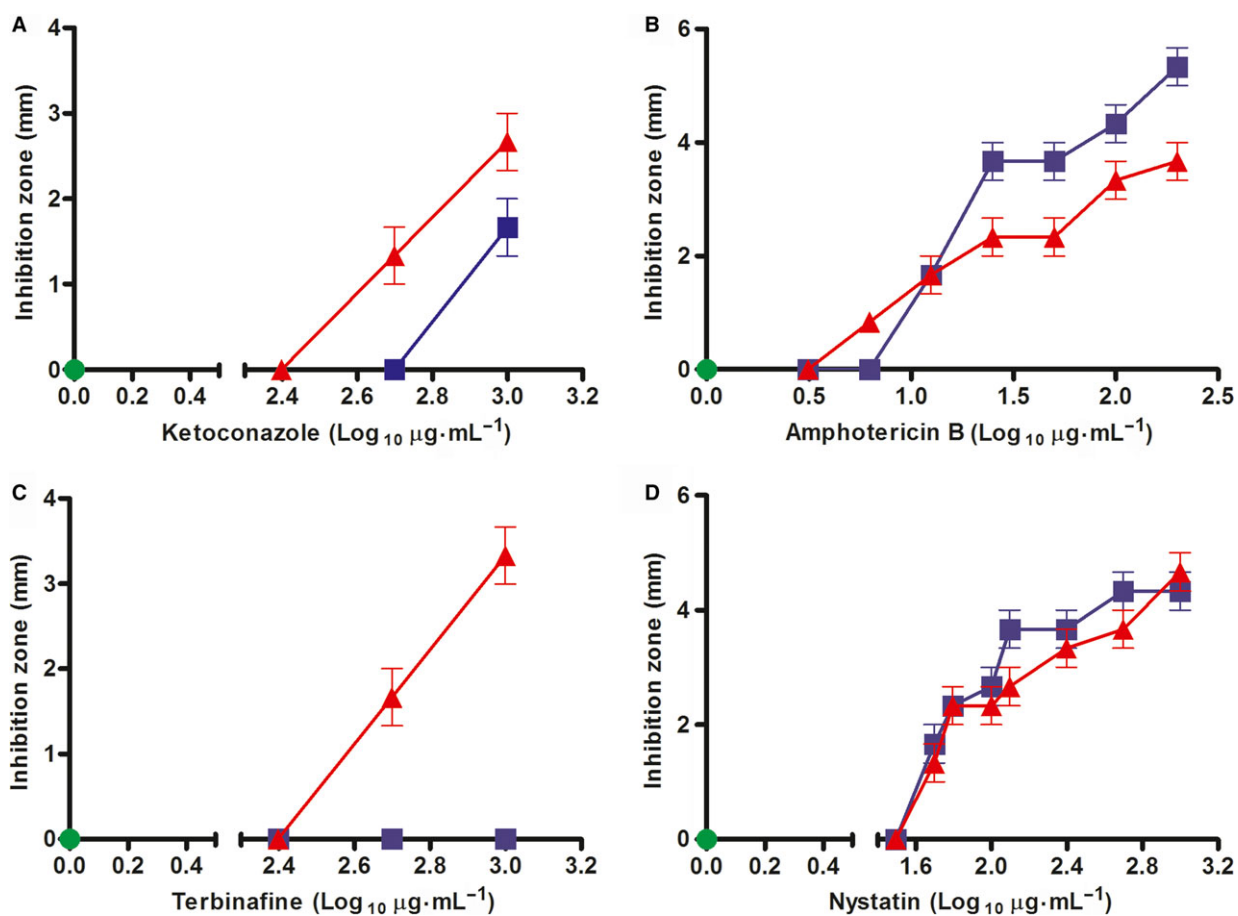 A
4
3
2
1
0
Inhibition zone (mm)
0.0 0.2 0.4 2.4 2.6 2.8 3.0 3.2
Ketoconazole (Log₁₀ µg·mL⁻¹)
B
6
4
2
0
Inhibition zone (mm)
0.0 0.5 1.0 1.5 2.0 2.5
Amphotericin B (Log₁₀ µg·mL⁻¹)
C
4
3
2
1
0
Inhibition zone (mm)
0.0 0.2 0.4 2.4 2.6 2.8 3.0 3.2
Terbinafine (Log₁₀ µg·mL⁻¹)
D
6
4
2
0
Inhibition zone (mm)
0.0 0.2 0.4 1.6 2.0 2.4 2.8 3.2
Nystatin (Log₁₀ µg·mL⁻¹)